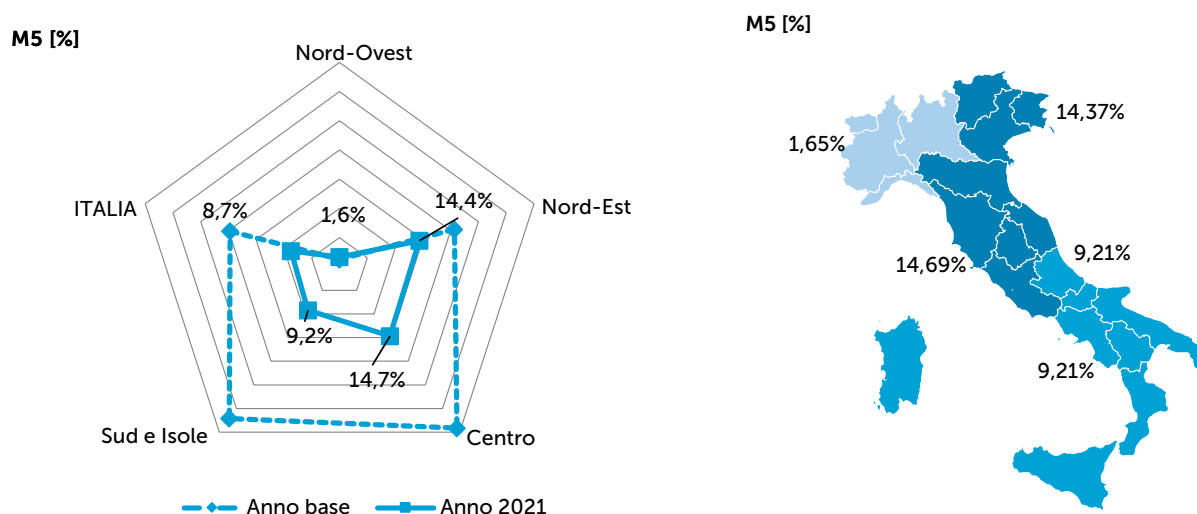 M5 [%]
Nord-Ovest
Nord-Est
Centro
Sud e Isole
ITALIA
1,6%
14,4%
14,7%
9,2%
8,7%
Anno base
Anno 2021
M5 [%]
14,37%
1,65%
9,21%
14,69%
9,21%